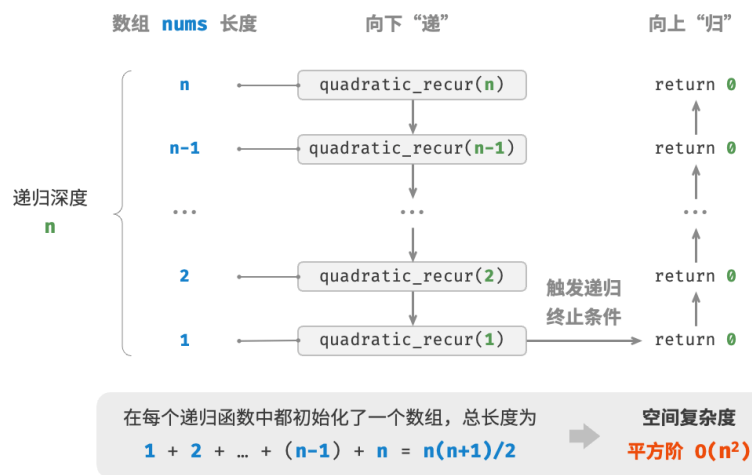 数组 nums 长度 向下“递” 向上“归”
n quadratic_recur(n) return 0
n-1 quadratic_recur(n-1) return 0
递归深度
n
... ... ...
2 quadratic_recur(2) return 0
触发递归
终止条件
1 quadratic_recur(1) return 0
在每个递归函数中都初始化了一个数组，总长度为
1 + 2 + … + (n-1) + n = n(n+1)/2
空间复杂度
平方阶 O(n²)